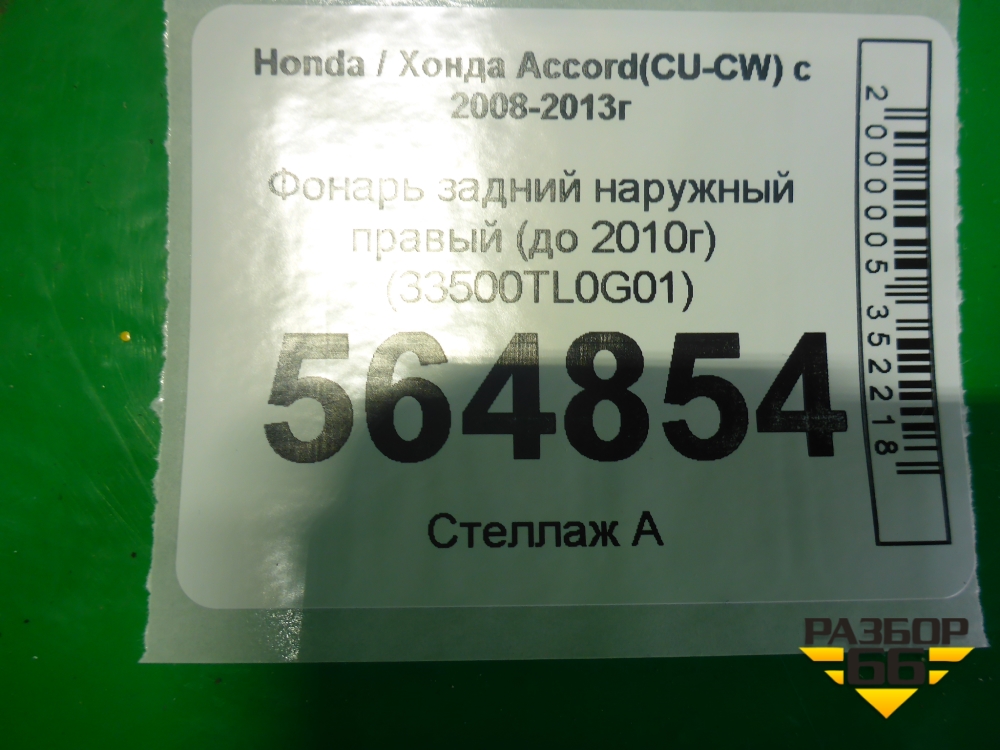 Honda / Хонда Accord(CU-CW) с
2008-2013г
Фонарь задний наружный
правый (до 2010г)
(33500TL0G01)
564854
Стеллаж А
2000005352218
РАЗБОР
66